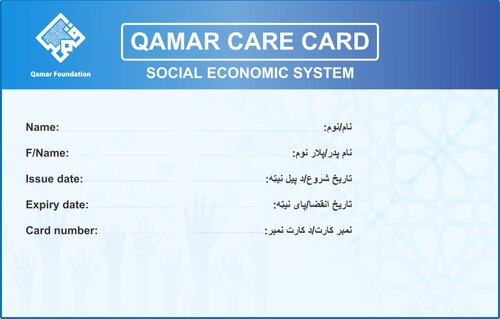 QAMAR CARE CARD
Qamar Foundation
SOCIAL ECONOMIC SYSTEM
Name: نام/نوم:
F/Name: نام پدر/پلار نوم:
Issue date: تاریخ شروع/د پیل نیټه:
Expiry date: تاریخ انقضا/پای نیټه:
Card number: نمبر کارت/د کارت نمبر: